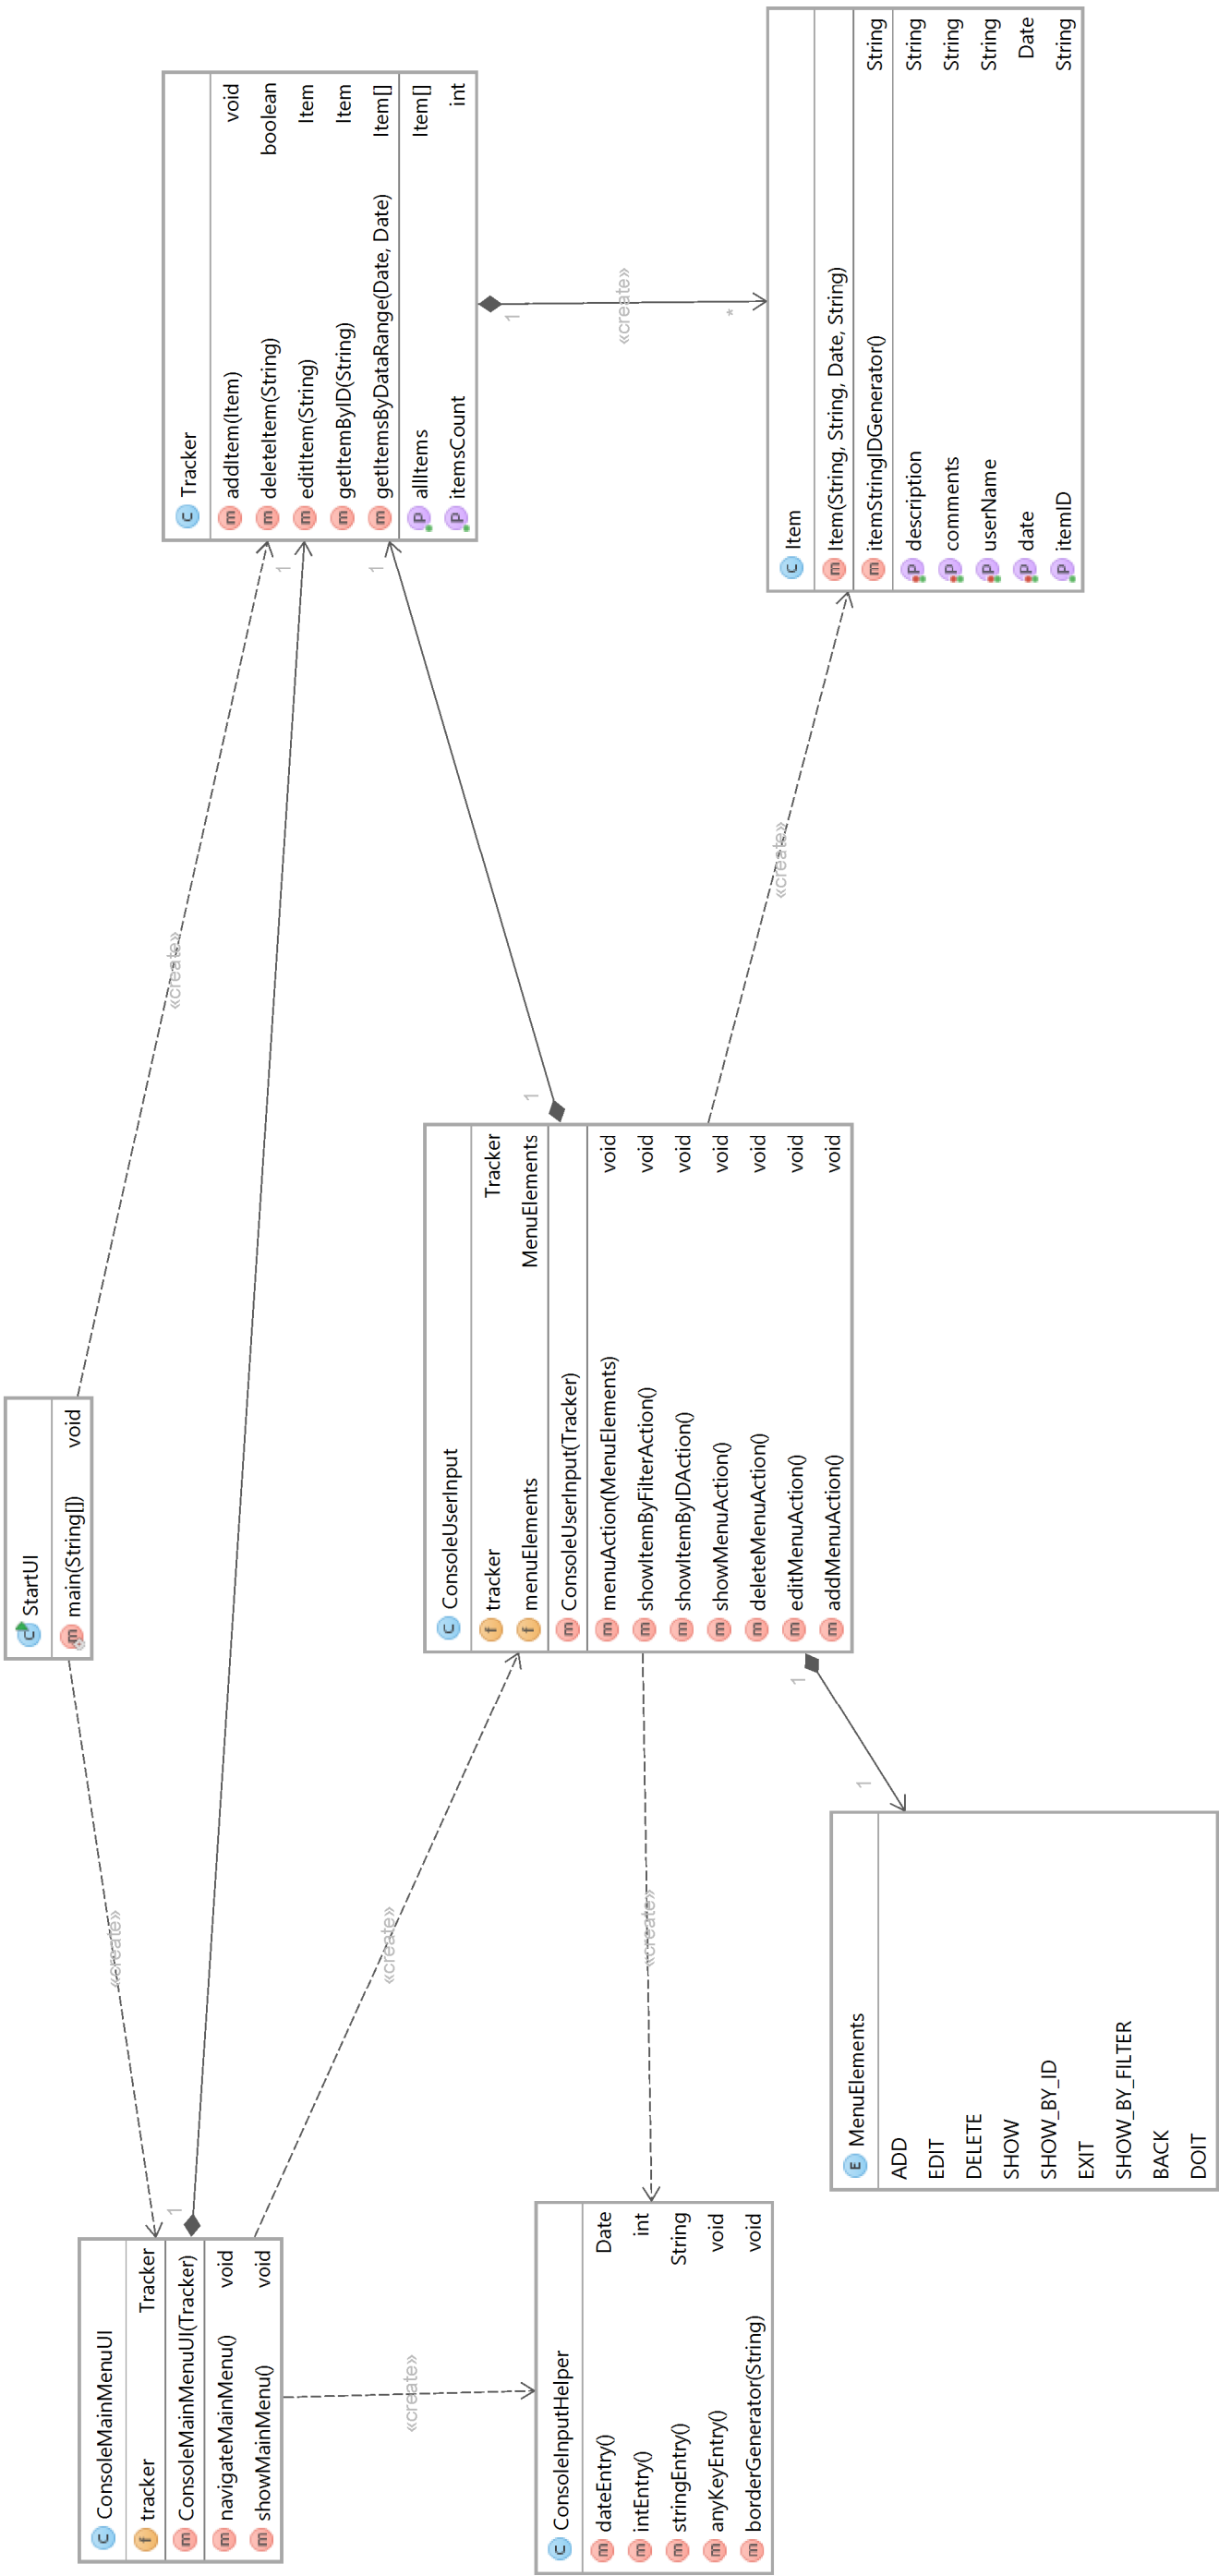 StartUI
main(String[]) void
ConsoleMainMenuUI
tracker Tracker
ConsoleMainMenuUI(Tracker)
navigateMainMenu() void
showMainMenu() void
Tracker
addItem(Item) void
deleteItem(String) boolean
editItem(String) Item
getItemByID(String) Item
getItemsByDataRange(Date, Date) Item[]
allItems Item[]
itemsCount int
ConsoleUserInput
tracker Tracker
menuElements MenuElements
ConsoleUserInput(Tracker)
menuAction(MenuElements) void
showItemByFilterAction() void
showItemByIDAction() void
showMenuAction() void
deleteMenuAction() void
editMenuAction() void
addMenuAction() void
ConsoleInputHelper
dateEntry() Date
intEntry() int
stringEntry() String
anyKeyEntry() void
borderGenerator(String) void
Item
Item(String, String, Date, String)
itemStringIDGenerator() String
description String
comments String
userName String
date Date
itemID String
MenuElements
ADD
EDIT
DELETE
SHOW
SHOW_BY_ID
EXIT
SHOW_BY_FILTER
BACK
DOIT
«create»
«create»
«create»
«create»
«create»
«create»
«create»
1
1
1
1
1
1
1
*